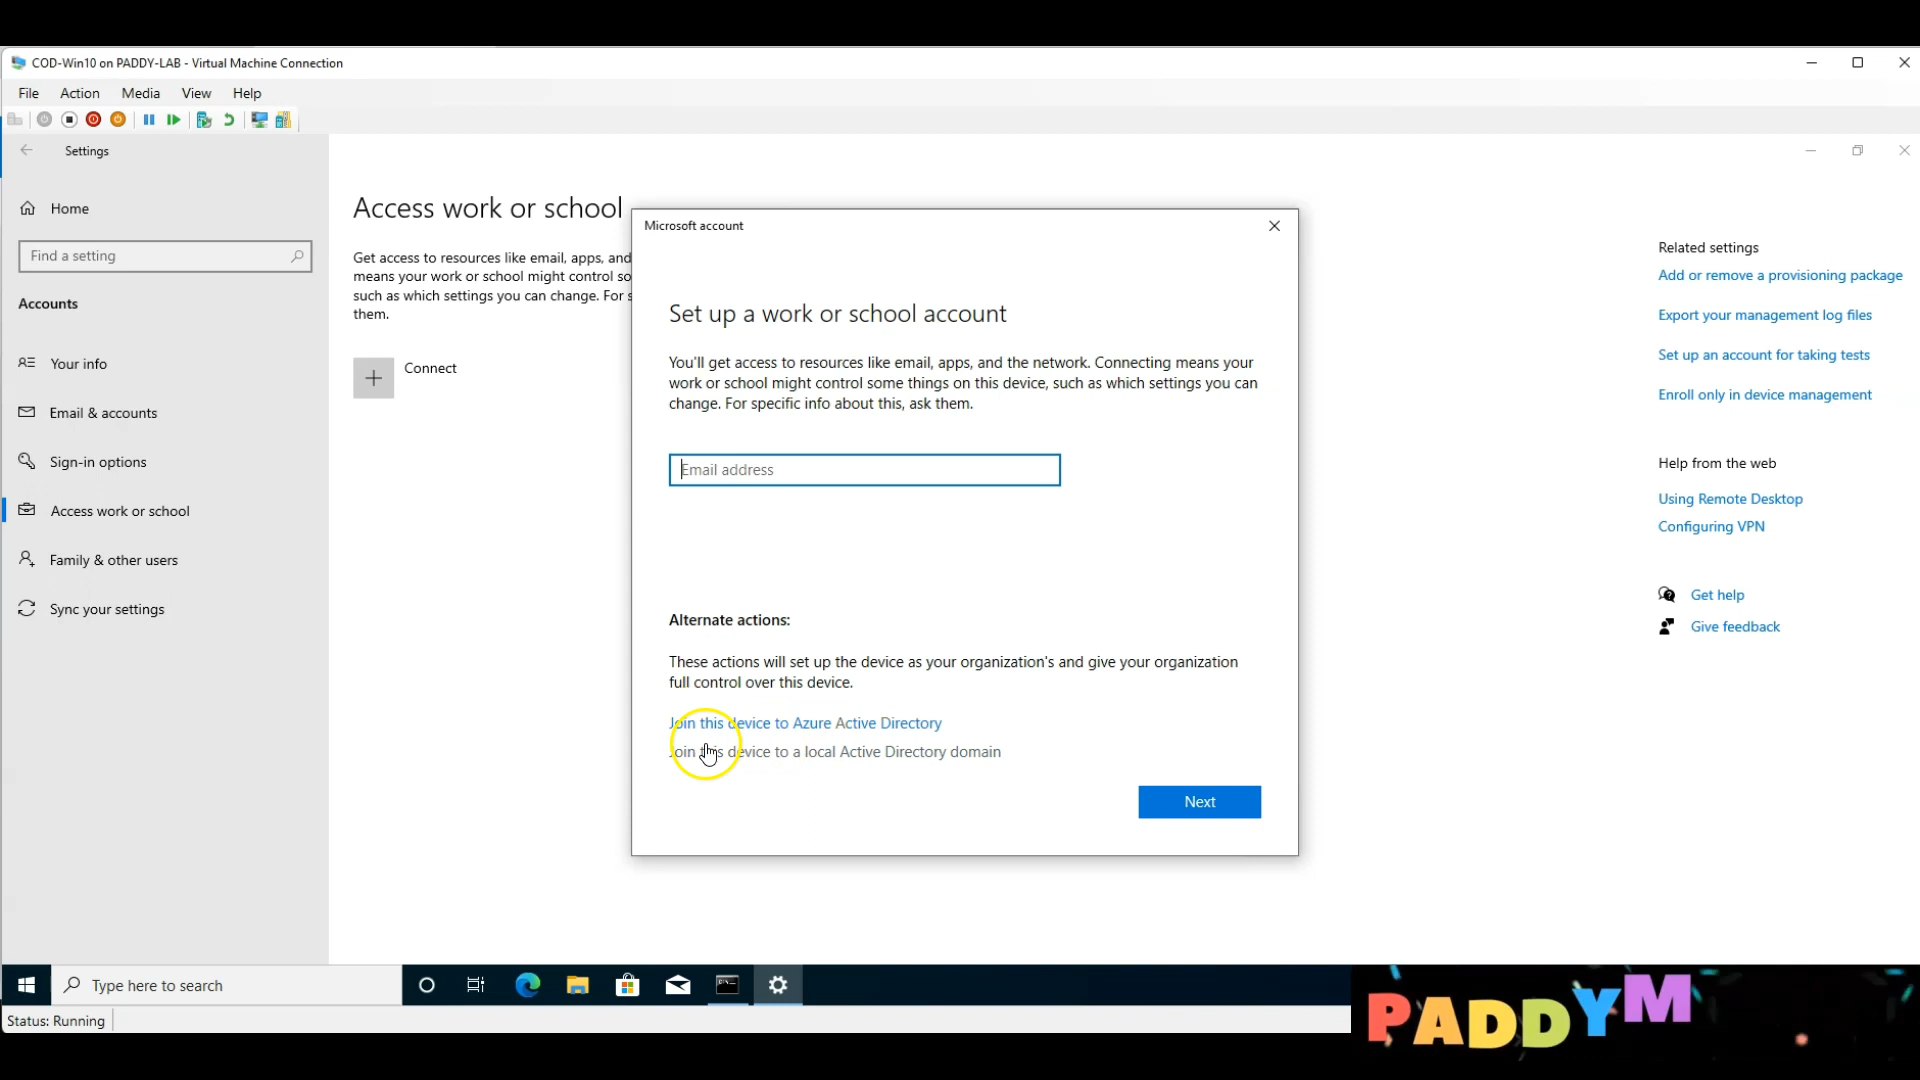 COD-Win10 on PADDY-LAB - Virtual Machine Connection
File Action Media View Help
Settings
Home
Find a setting
Accounts
Your info
Email & accounts
Sign-in options
Access work or school
Family & other users
Sync your settings
Access work or school
Get access to resources like email, apps, and
means your work or school might control so
such as which settings you can change. For s
them.
Connect
Microsoft account
Set up a work or school account
You'll get access to resources like email, apps, and the network. Connecting means your
work or school might control some things on this device, such as which settings you can
change. For specific info about this, ask them.
Email address
Alternate actions:
These actions will set up the device as your organization's and give your organization
full control over this device.
Join this device to Azure Active Directory
Join this device to a local Active Directory domain
Next
Related settings
Add or remove a provisioning package
Export your management log files
Set up an account for taking tests
Enroll only in device management
Help from the web
Using Remote Desktop
Configuring VPN
Get help
Give feedback
Type here to search
Status: Running
PADDYM